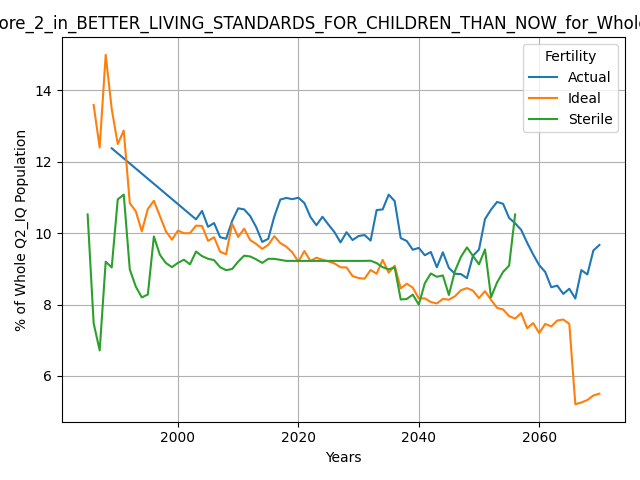 ore_2_in_BETTER_LIVING_STANDARDS_FOR_CHILDREN_THAN_NOW_for_Whole
Fertility
Actual
Ideal
Sterile
% of Whole Q2_IQ Population
14
12
10
8
6
2000 2020 2040 2060
Years